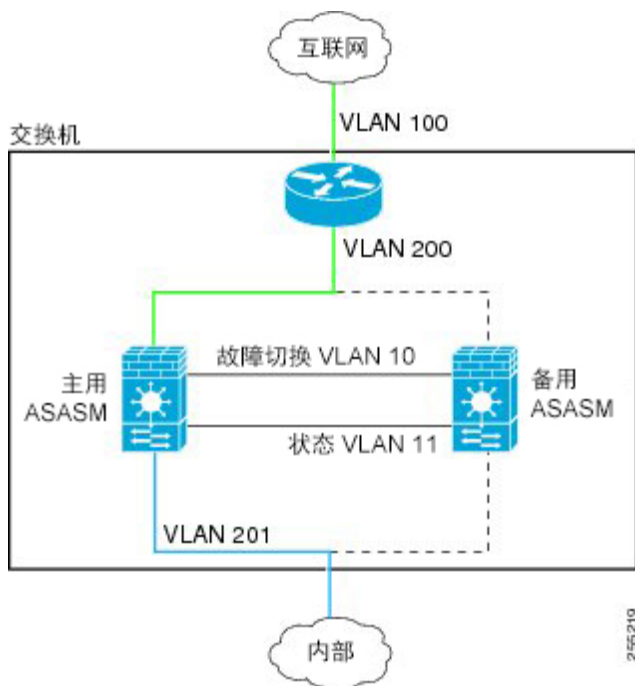 互联网
VLAN 100
交换机
VLAN 200
故障切换 VLAN 10
主用
ASASM
备用
ASASM
状态 VLAN 11
VLAN 201
内部
255219